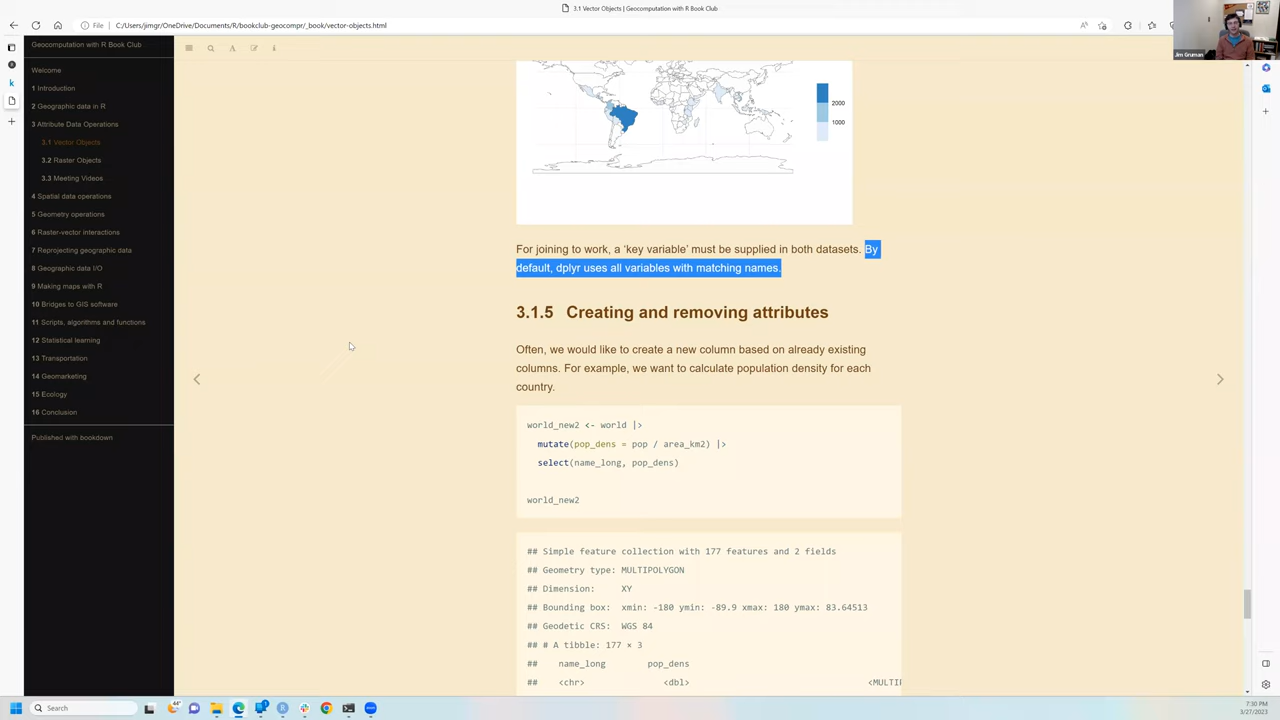 3.1 Vector Objects | Geocomputation with R Book Club
File
C:/Users/jimgr/OneDrive/Documents/R/bookclub-geocompr/_book/vector-objects.html
Jim Gruman
Geocomputation with R Book Club
Welcome
1 Introduction
2 Geographic data in R
3 Attribute Data Operations
3.1 Vector Objects
3.2 Raster Objects
3.3 Meeting Videos
4 Spatial data operations
5 Geometry operations
6 Raster-vector interactions
7 Reprojecting geographic data
8 Geographic data I/O
9 Making maps with R
10 Bridges to GIS software
11 Scripts, algorithms and functions
12 Statistical learning
13 Transportation
14 Geomarketing
15 Ecology
16 Conclusion
Published with bookdown
2000
1000
For joining to work, a ‘key variable’ must be supplied in both datasets. By
default, dplyr uses all variables with matching names.
3.1.5 Creating and removing attributes
Often, we would like to create a new column based on already existing
columns. For example, we want to calculate population density for each
country.
world_new2 <- world |>
mutate(pop_dens = pop / area_km2) |>
select(name_long, pop_dens)
world_new2
## Simple feature collection with 177 features and 2 fields
## Geometry type: MULTIPOLYGON
## Dimension: XY
## Bounding box: xmin: -180 ymin: -89.9 xmax: 180 ymax: 83.64513
## Geodetic CRS: WGS 84
## # A tibble: 177 × 3
## name_long pop_dens
## <chr> <dbl> <MULTIP
Search
44°
7:30 PM
3/27/2023